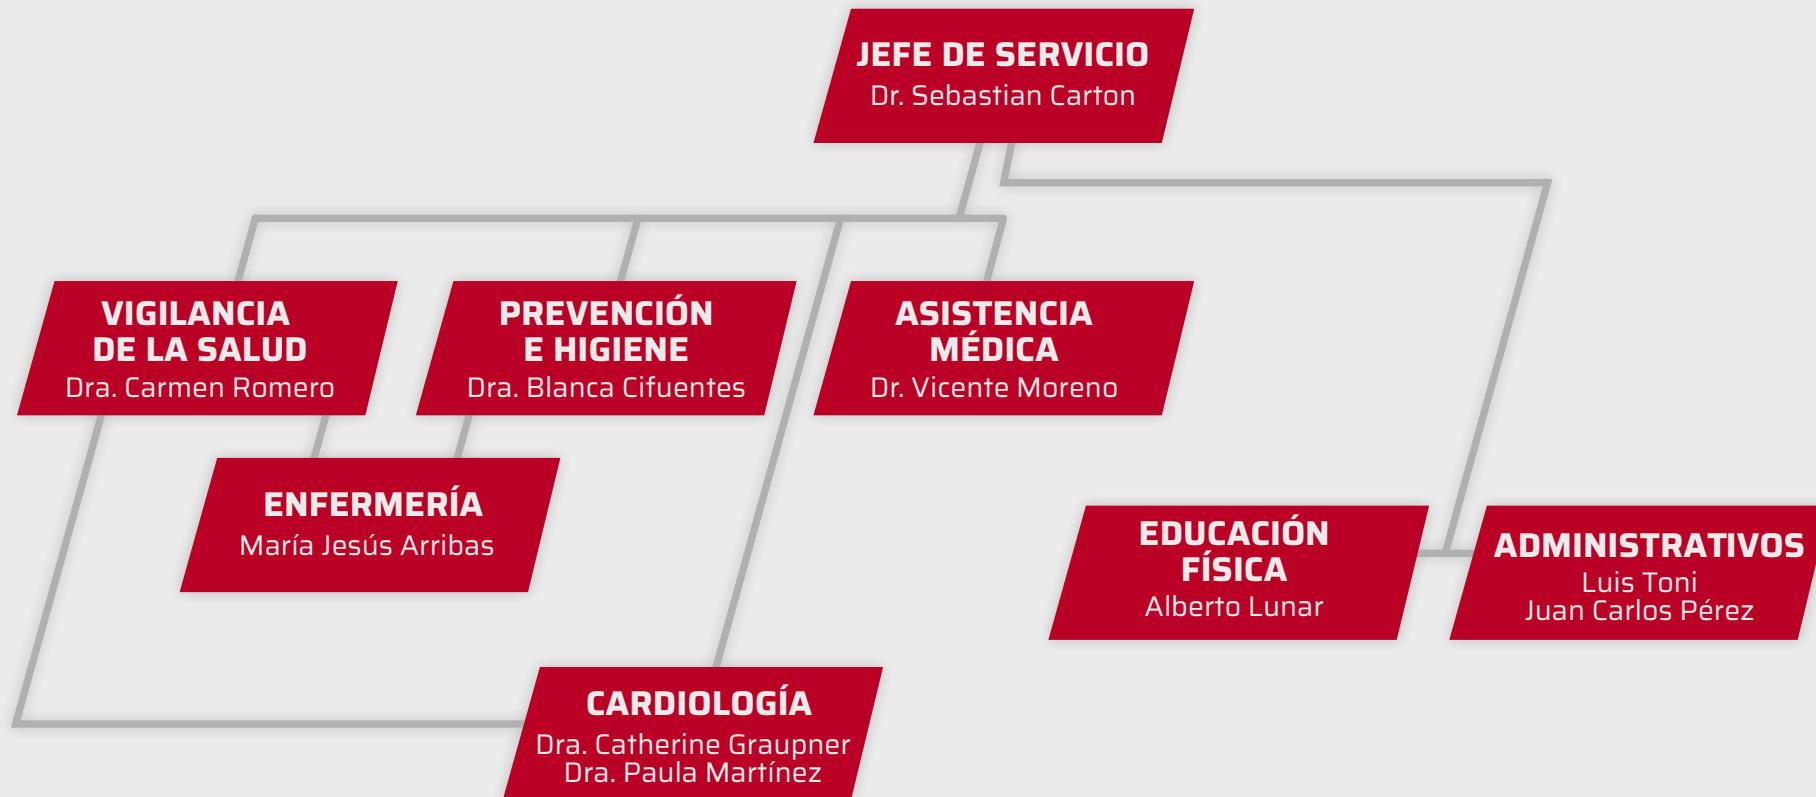 JEFE DE SERVICIO
Dr. Sebastian Carton
VIGILANCIA
DE LA SALUD
Dra. Carmen Romero
PREVENCIÓN
E HIGIENE
Dra. Blanca Cifuentes
ASISTENCIA
MÉDICA
Dr. Vicente Moreno
ENFERMERÍA
María Jesús Arribas
EDUCACIÓN
FÍSICA
Alberto Lunar
ADMINISTRATIVOS
Luis Toni
Juan Carlos Pérez
CARDIOLOGÍA
Dra. Catherine Graupner
Dra. Paula Martínez